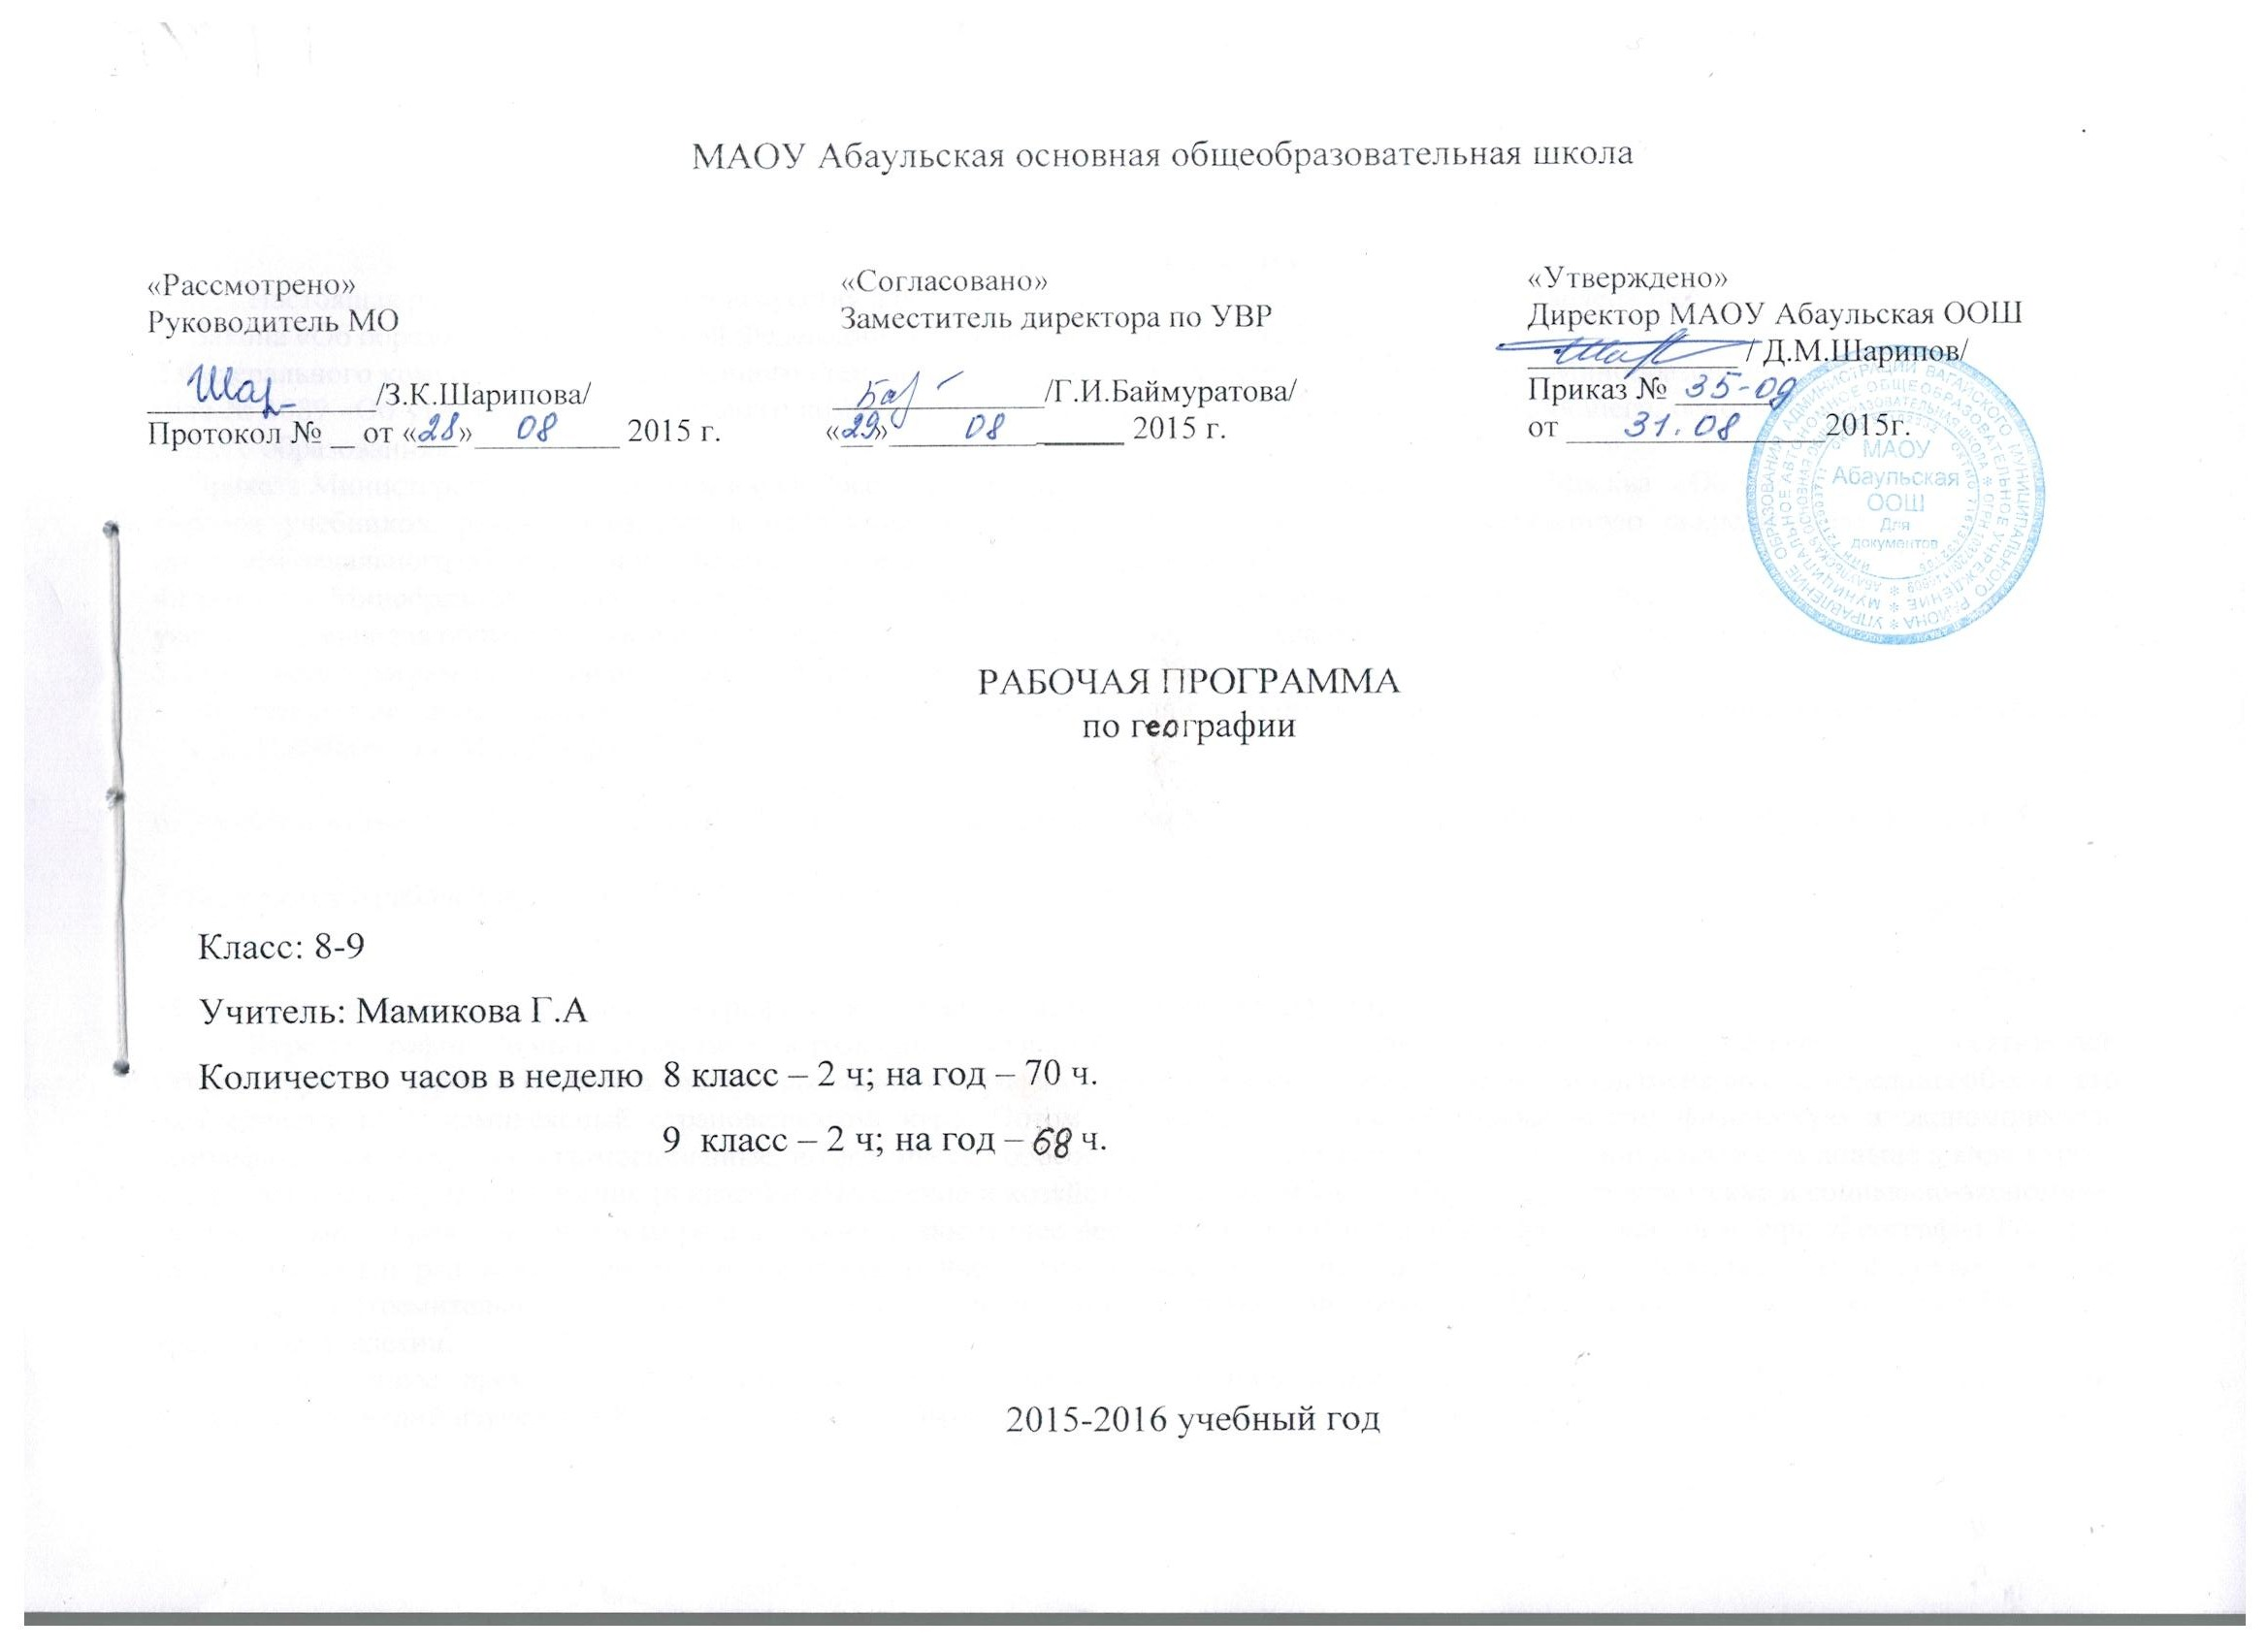 МАОУ Абаульская основная общеобразовательная школа
«Рассмотрено»
Руководитель МО
Шар /З.К.Шарипова/
Протокол № __ от «28» 08 2015 г.
«Согласовано»
Заместитель директора по УВР
Бай /Г.И.Баймуратова/
«29» 08 2015 г.
«Утверждено»
Директор МАОУ Абаульская ООШ
/ Д.М.Шарипов/
Приказ № 35-од
от 31.08 2015г.
МАОУ
Абаульская
ООШ
Для
документов
РАБОЧАЯ ПРОГРАММА
по географии
Класс: 8-9
Учитель: Мамикова Г.А
Количество часов в неделю 8 класс – 2 ч; на год – 70 ч.
9 класс – 2 ч; на год – 68 ч.
2015-2016 учебный год